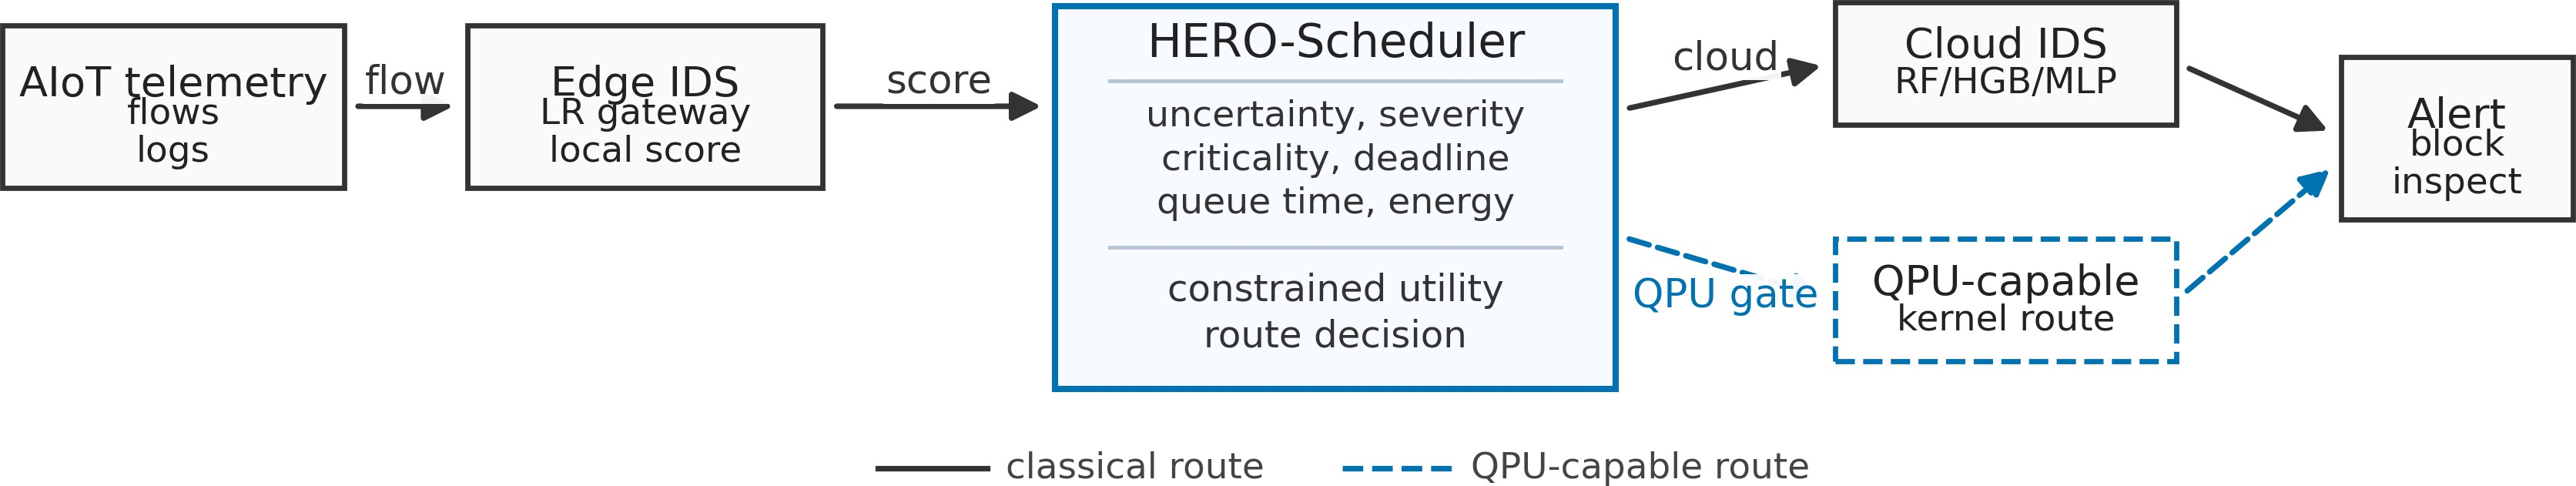 AIoT telemetry
flows
logs
flow
Edge IDS
LR gateway
local score
score
HERO-Scheduler
uncertainty, severity
criticality, deadline
queue time, energy
constrained utility
route decision
cloud
Cloud IDS
RF/HGB/MLP
QPU gate
QPU-capable
kernel route
Alert
block
inspect
classical route
QPU-capable route